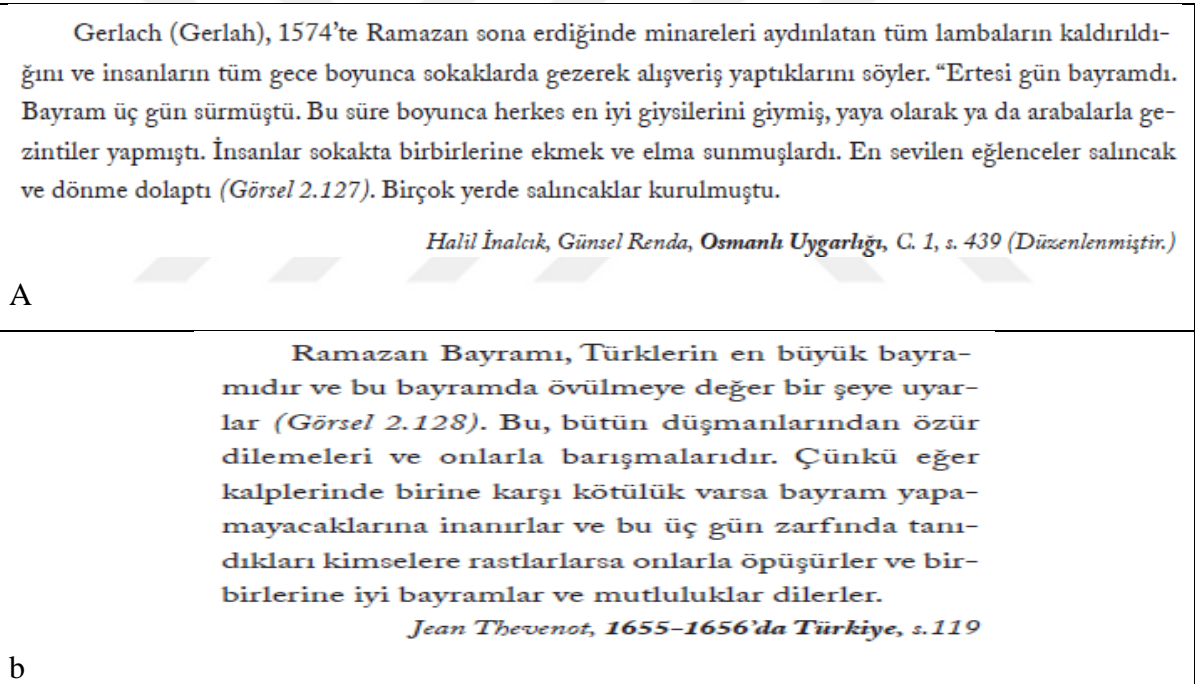 Gerlach (Gerlah), 1574’te Ramazan sona erdiğinde minareleri aydınlatan tüm lambaların kaldırıldı-
ğını ve insanların tüm gece boyunca sokaklarda gezerek alışveriş yaptıklarını söyler. “Ertesi gün bayramdı.
Bayram üç gün sürmüştü. Bu süre boyunca herkes en iyi giysilerini giymiş, yaya olarak ya da arabalarla ge-
zintiler yapmıştı. İnsanlar sokakta birbirlerine ekmek ve elma sunmuşlardı. En sevilen eğlenceler salıncak
ve dönme dolaptı (Görsel 2.127). Birçok yerde salıncaklar kurulmuştu.
Halil İnalcık, Günsel Renda, Osmanlı Uygarlığı, C. 1, s. 439 (Düzenlenmiştir.)
A
Ramazan Bayramı, Türklerin en büyük bayra-
mıdır ve bu bayramda övülmeye değer bir şeye uyar-
lar (Görsel 2.128). Bu, bütün düşmanlarından özür
dilemeleri ve onlarla barışmalarıdır. Çünkü eğer
kalplerinde birine karşı kötülük varsa bayram yapa-
mayacaklarına inanırlar ve bu üç gün zarfında tanı-
dıkları kimselere rastlarlarsa onlarla öpüşürler ve bir-
birlerine iyi bayramlar ve mutluluklar dilerler.
Jean Thevenot, 1655–1656’da Türkiye, s.119
b